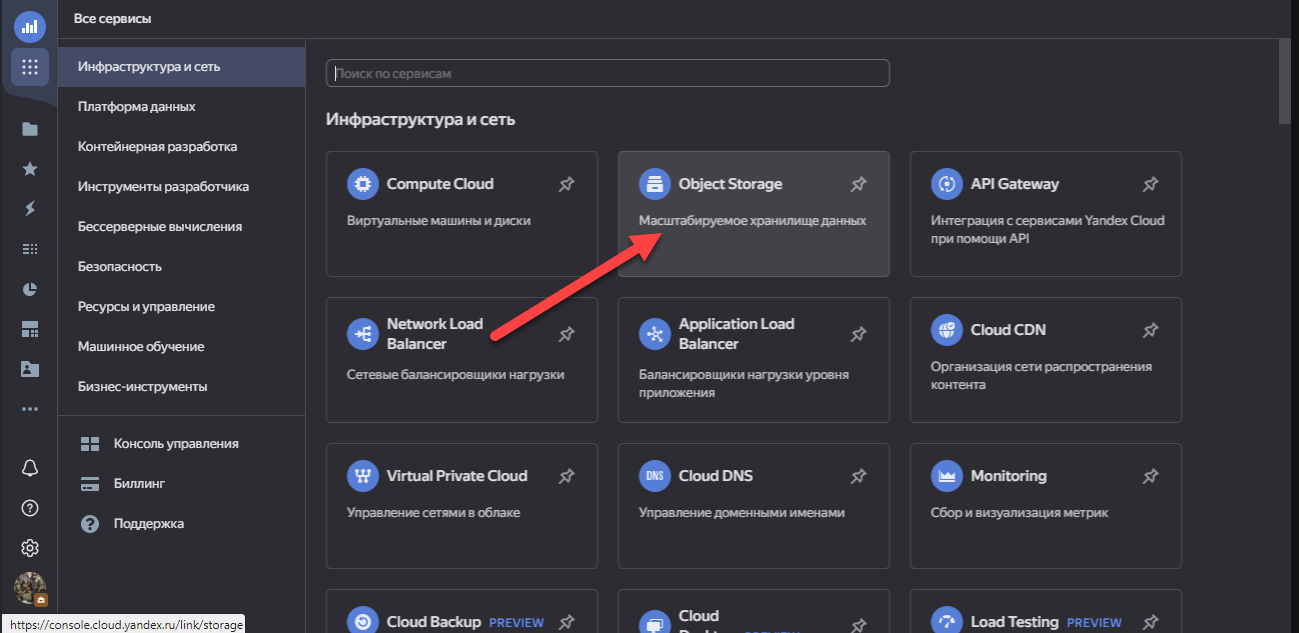 Все сервисы
Инфраструктура и сеть
Платформа данных
Контейнерная разработка
Инструменты разработчика
Бессерверные вычисления
Безопасность
Ресурсы и управление
Машинное обучение
Бизнес-инструменты
Консоль управления
Биллинг
Поддержка
Поиск по сервисам
Инфраструктура и сеть
Compute Cloud
Виртуальные машины и диски
Object Storage
Масштабируемое хранилище данных
API Gateway
Интеграция с сервисами Yandex Cloud
при помощи API
Network Load
Balancer
Сетевые балансировщики нагрузки
Application Load
Balancer
Балансировщики нагрузки уровня
приложения
Cloud CDN
Организация сети распространения
контента
Virtual Private Cloud
Управление сетями в облаке
DNS
Cloud DNS
Управление доменными именами
Monitoring
Сбор и визуализация метрик
Cloud Backup PREVIEW
Cloud
Load Testing PREVIEW
https://console.cloud.yandex.ru/link/storage